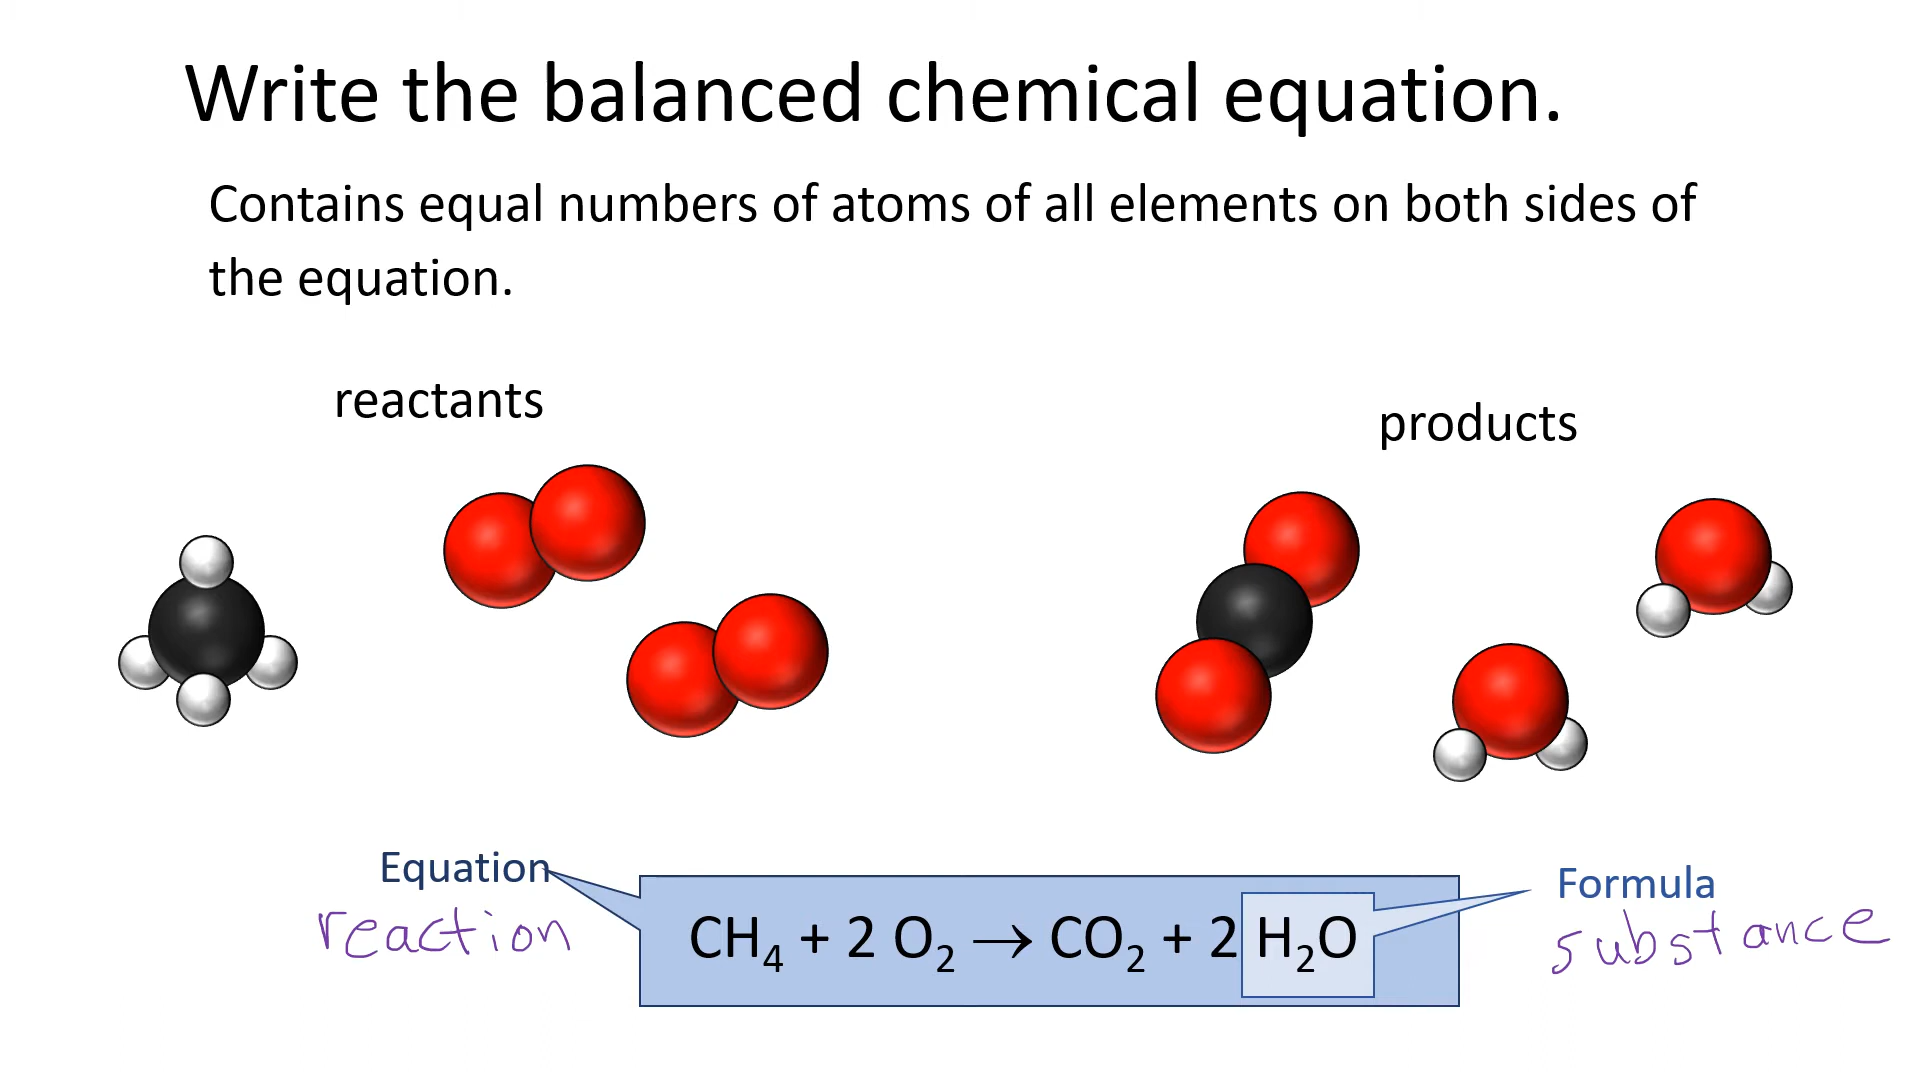 Write the balanced chemical equation.
Contains equal numbers of atoms of all elements on both sides of
the equation.
reactants
products
Equation
reaction
CH₄ + 2 O₂ → CO₂ + 2 H₂O
Formula
substance